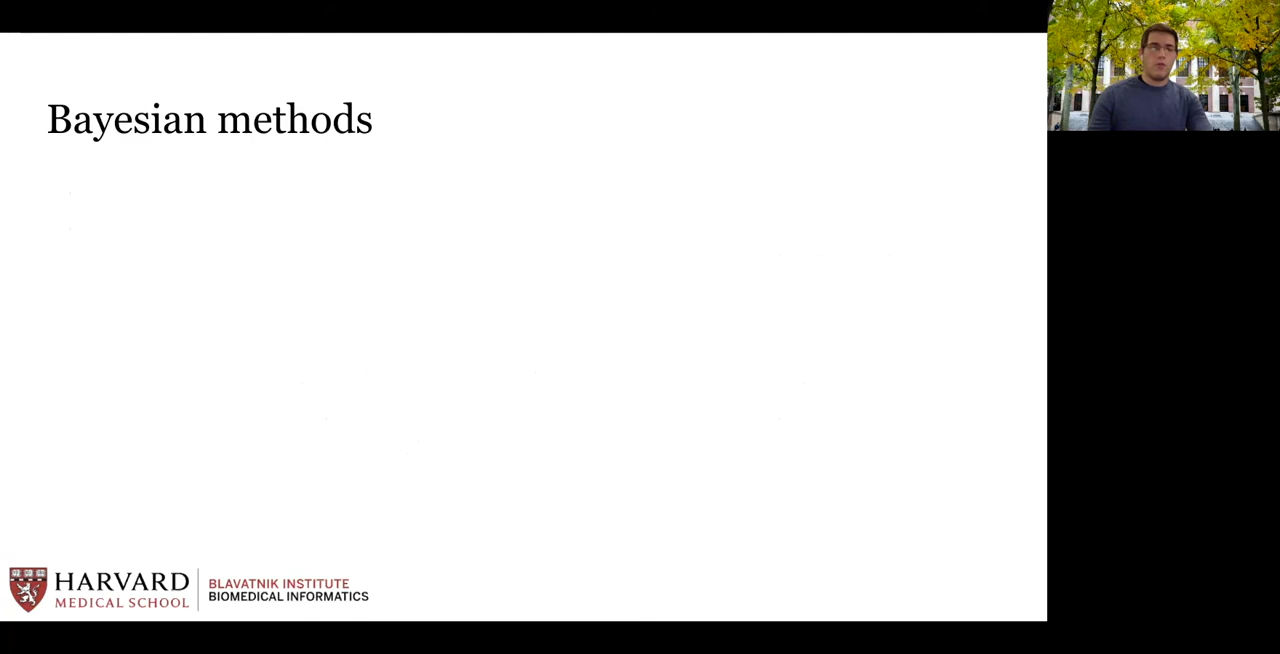 Bayesian methods
HARVARD
MEDICAL SCHOOL
BLAVATNIK INSTITUTE
BIOMEDICAL INFORMATICS